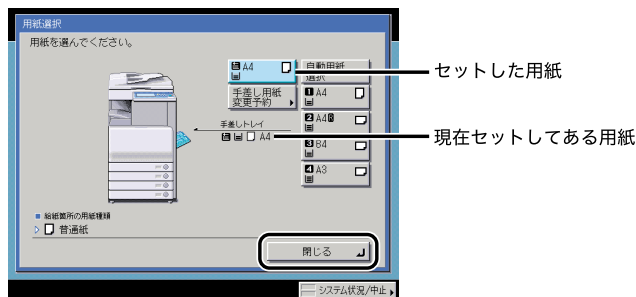 用紙選択
用紙を選んでください。
A4
自動用紙
選択
セットした用紙
手差し用紙
変更予約
1 A4
手差しトレイ
A4
2 A4R
現在セットしてある用紙
3 B4
4 A3
給紙箇所の用紙種類
普通紙
閉じる
システム状況/中止